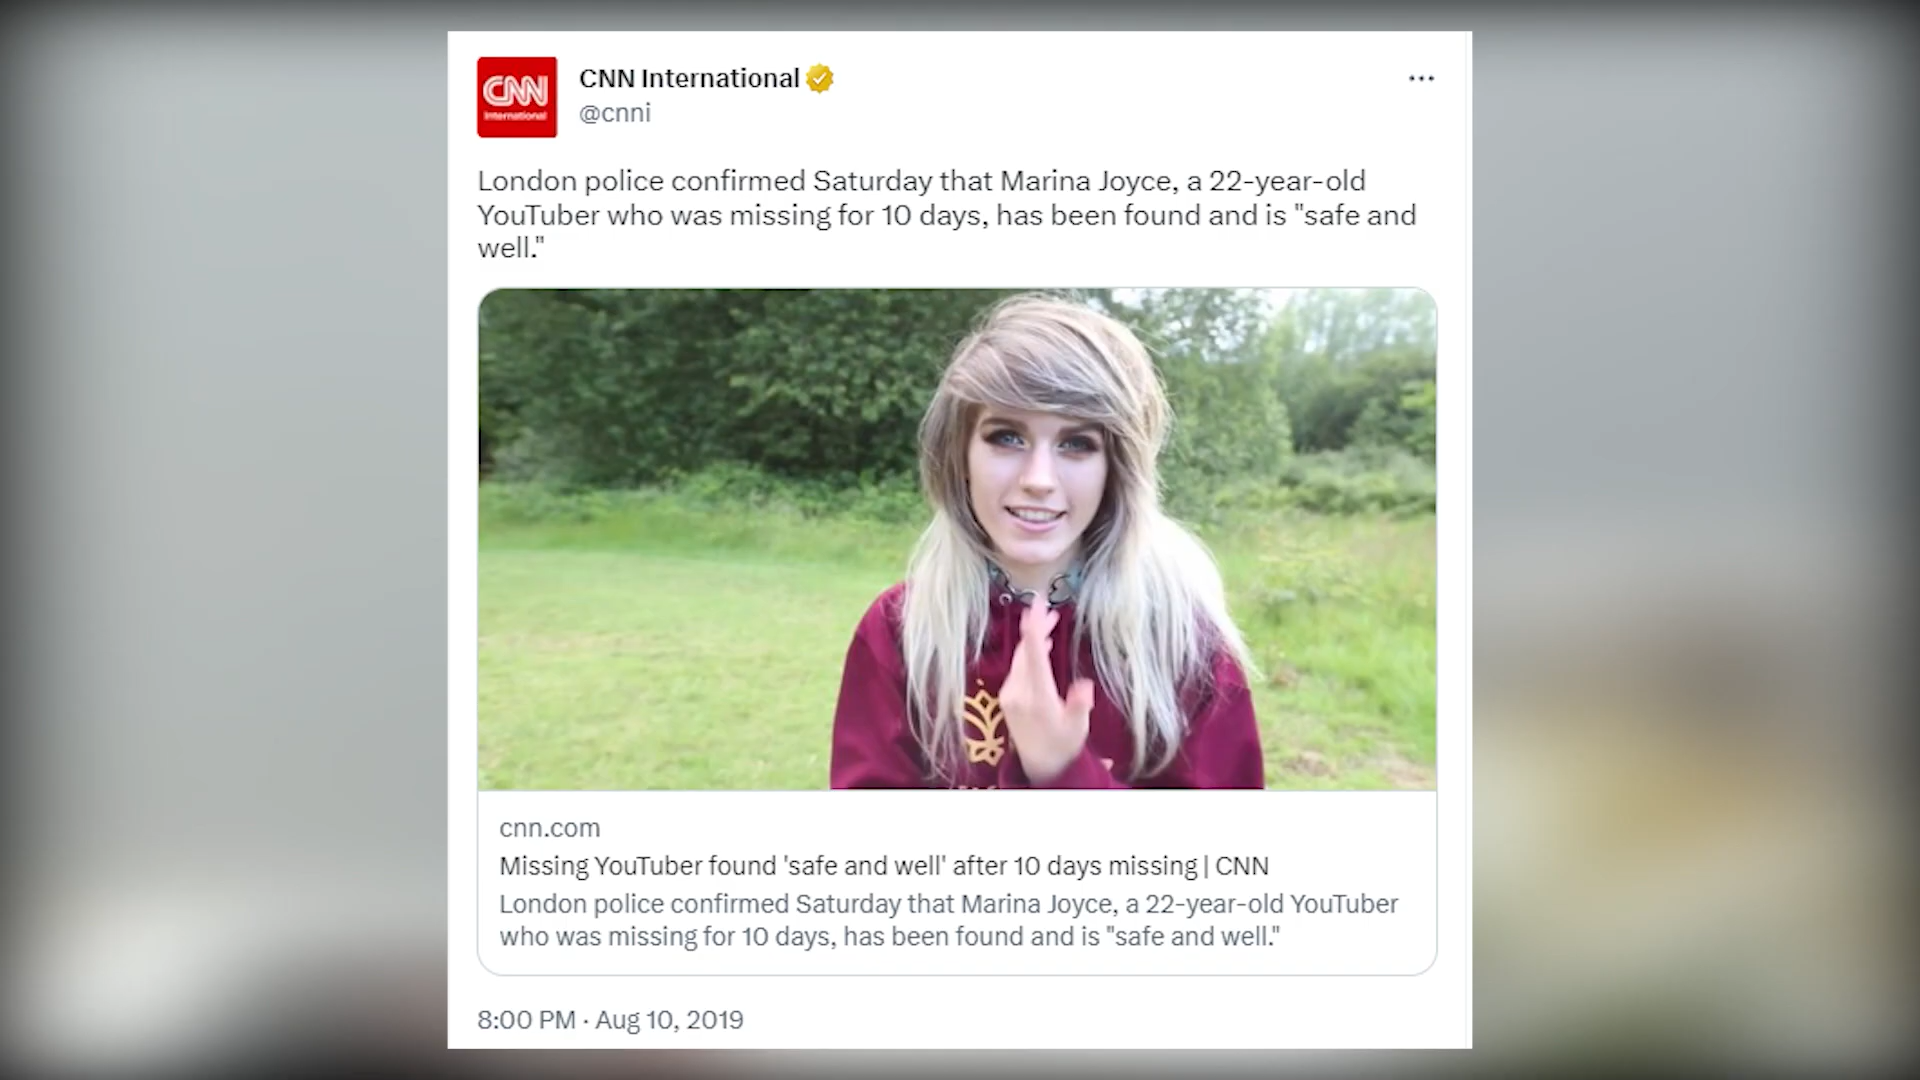 CNN
International
CNN International
@cnni
London police confirmed Saturday that Marina Joyce, a 22-year-old
YouTuber who was missing for 10 days, has been found and is "safe and
well."
cnn.com
Missing YouTuber found 'safe and well' after 10 days missing | CNN
London police confirmed Saturday that Marina Joyce, a 22-year-old YouTuber
who was missing for 10 days, has been found and is "safe and well."
8:00 PM · Aug 10, 2019